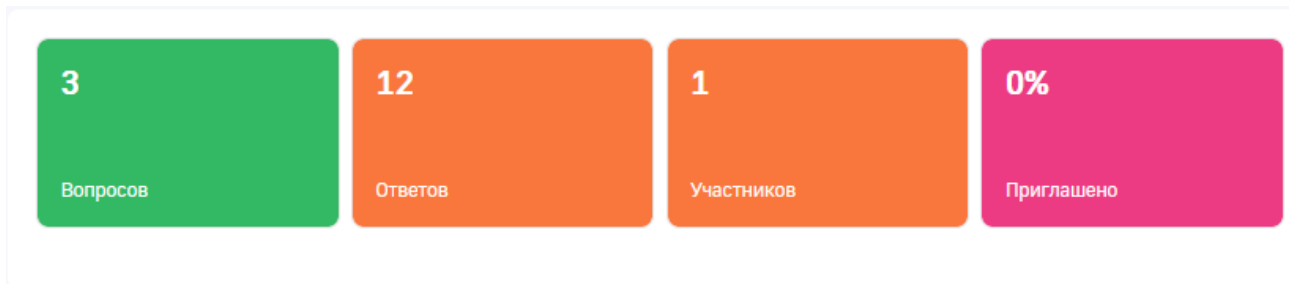 3
Вопросов
12
Ответов
1
Участников
0%
Приглашено